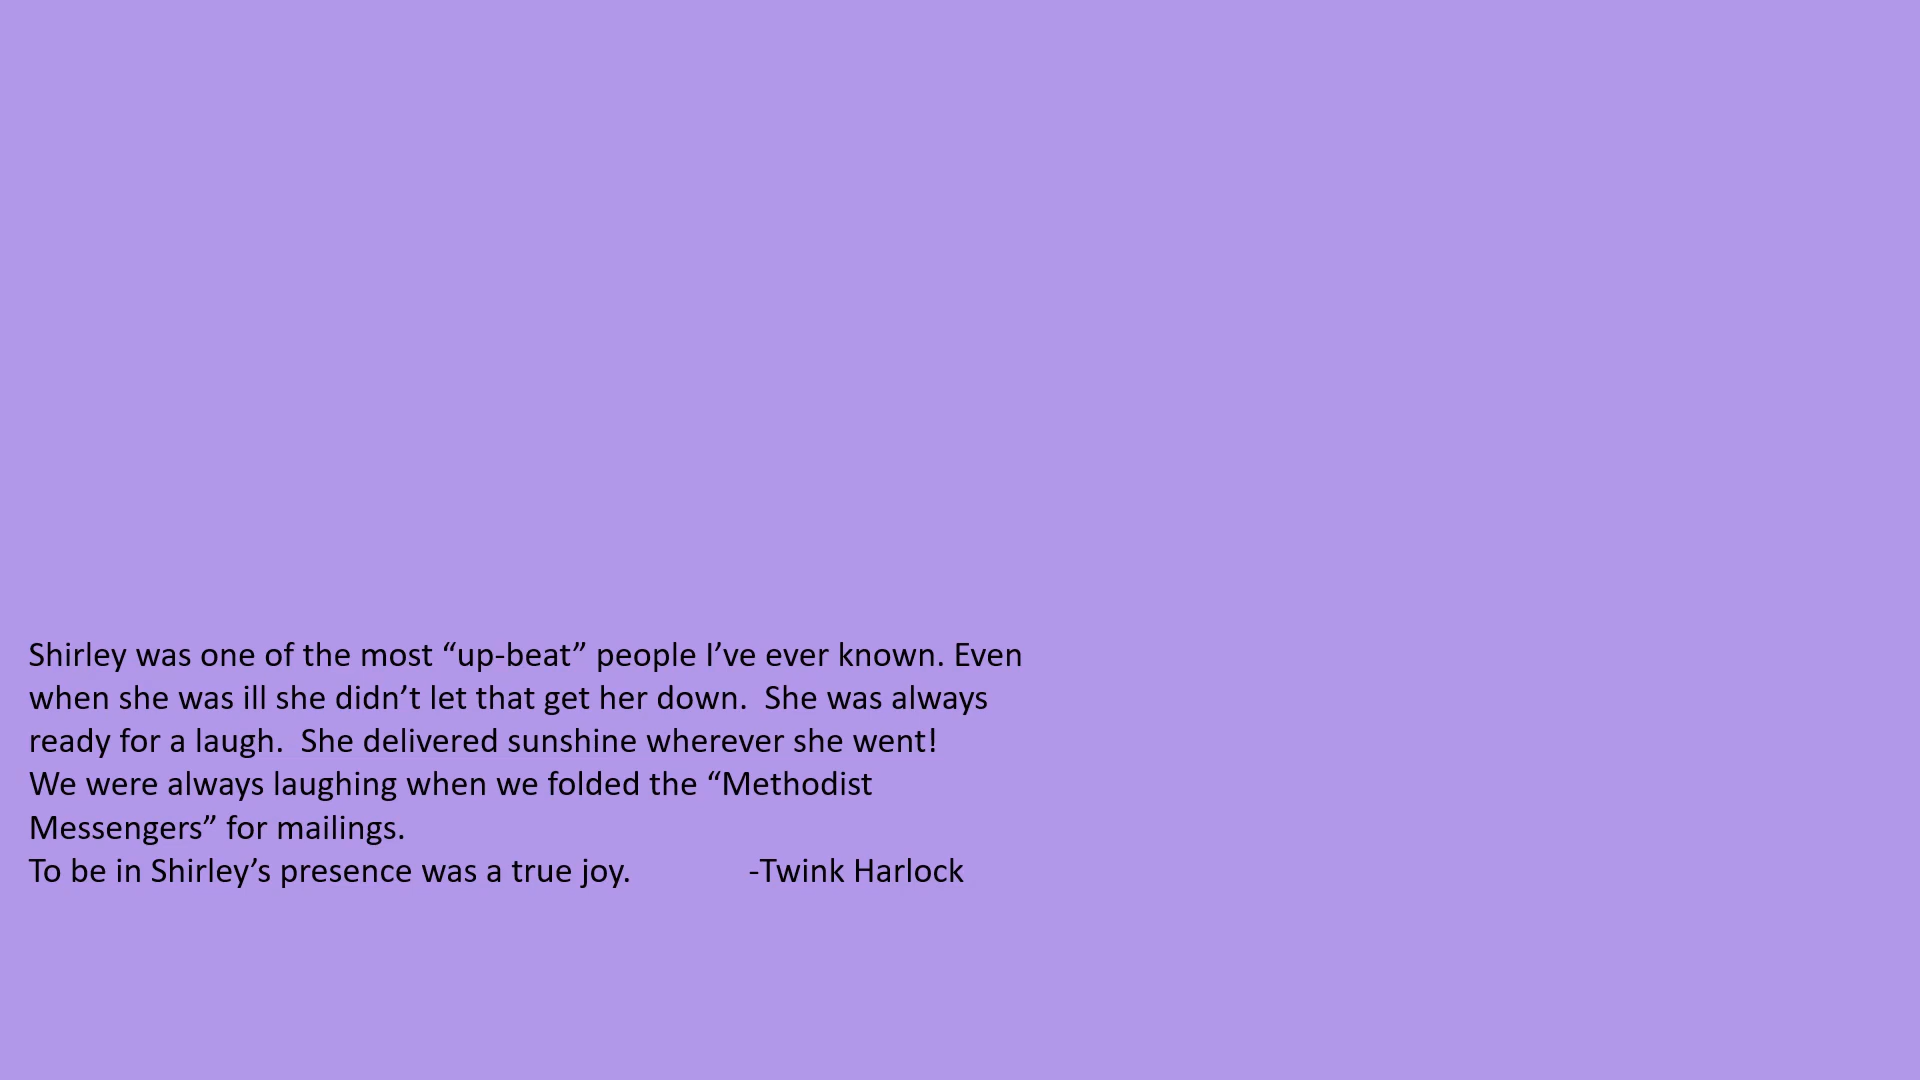 Shirley was one of the most “up-beat” people I’ve ever known. Even
when she was ill she didn’t let that get her down.  She was always
ready for a laugh.  She delivered sunshine wherever she went!
We were always laughing when we folded the “Methodist
Messengers” for mailings.
To be in Shirley’s presence was a true joy.             -Twink Harlock